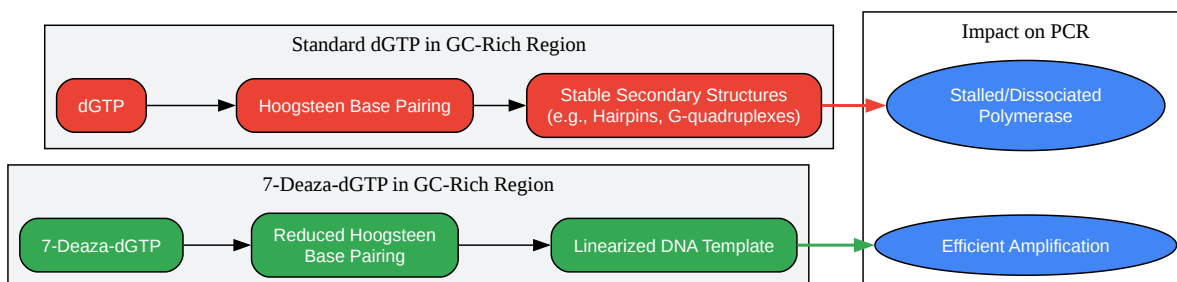 Standard dGTP in GC-Rich Region
dGTP
Hoogsteen Base Pairing
Stable Secondary Structures
(e.g., Hairpins, G-quadruplexes)
Impact on PCR
Stalled/Dissociated
Polymerase
7-Deaza-dGTP in GC-Rich Region
7-Deaza-dGTP
Reduced Hoogsteen
Base Pairing
Linearized DNA Template
Efficient Amplification